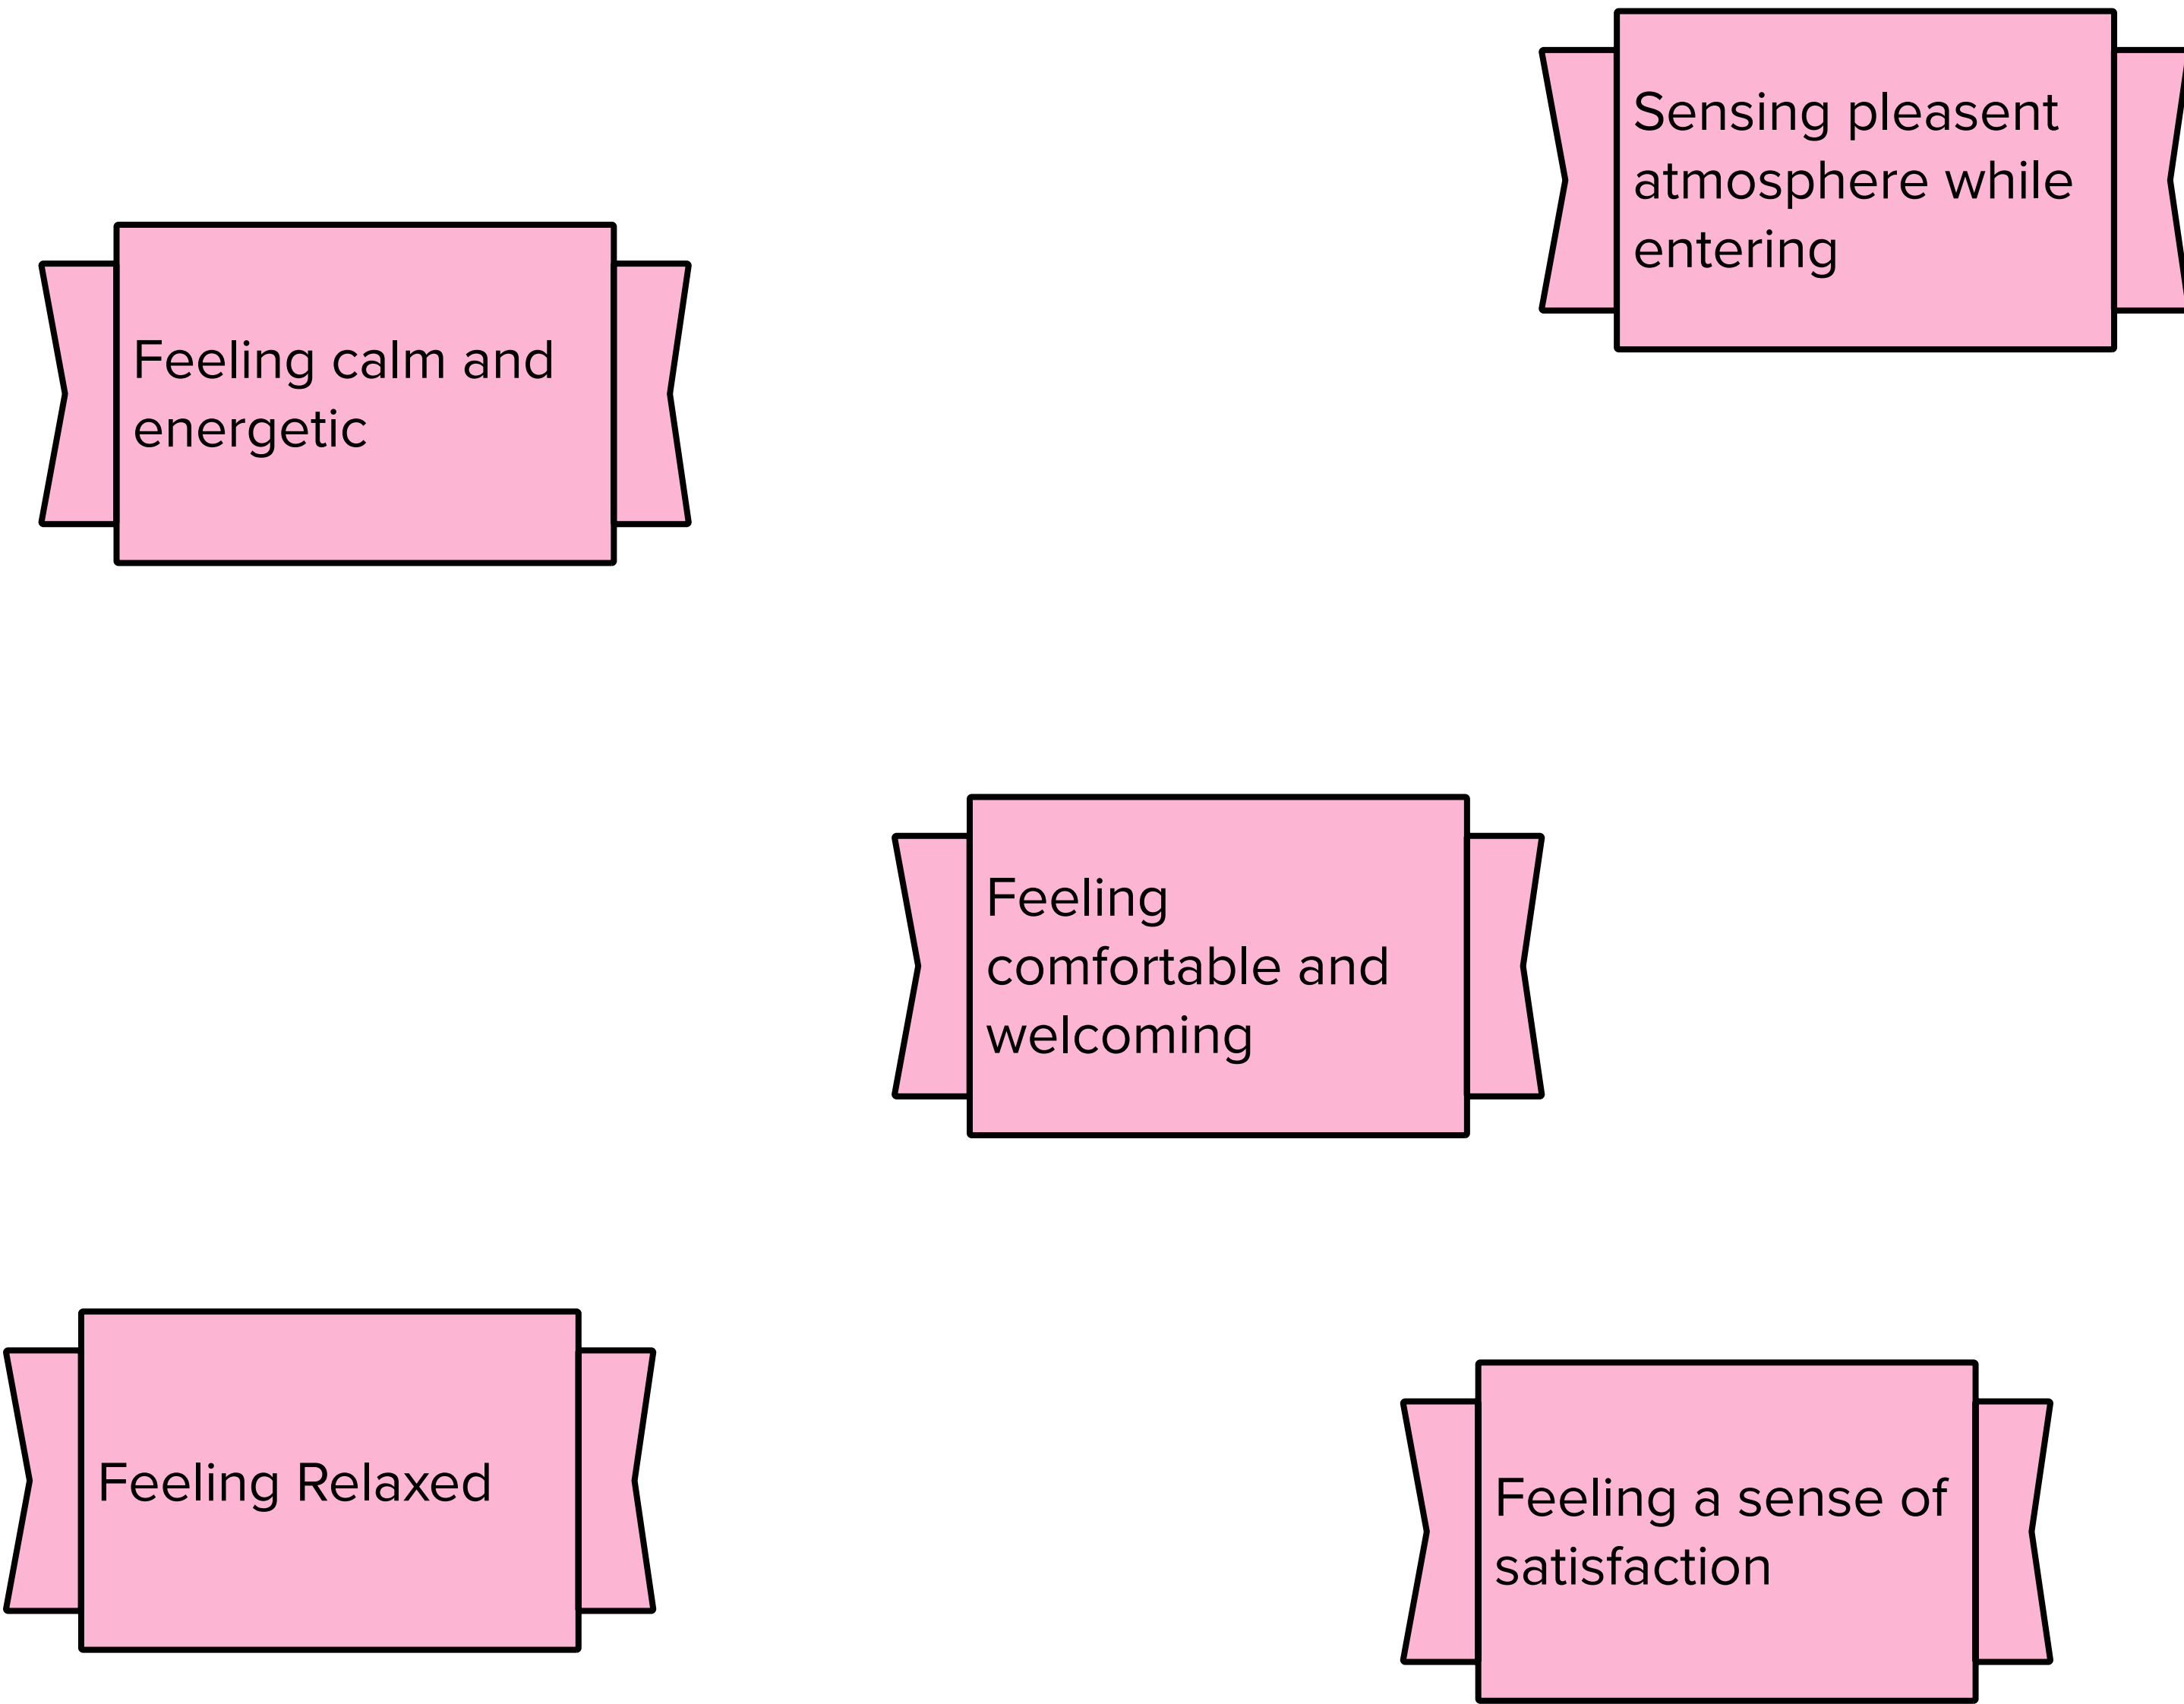 Sensing pleasent
atmosphere while
entering
Feeling calm and
energetic
Feeling
comfortable and
welcoming
Feeling Relaxed
Feeling a sense of
satisfaction